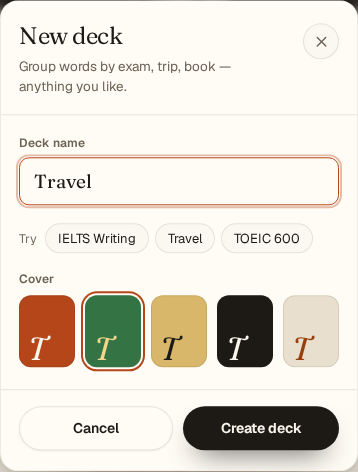 New deck
Group words by exam, trip, book —
anything you like.
Deck name
Travel
Try IELTS Writing Travel TOEIC 600
Cover
T T T T T
Cancel Create deck